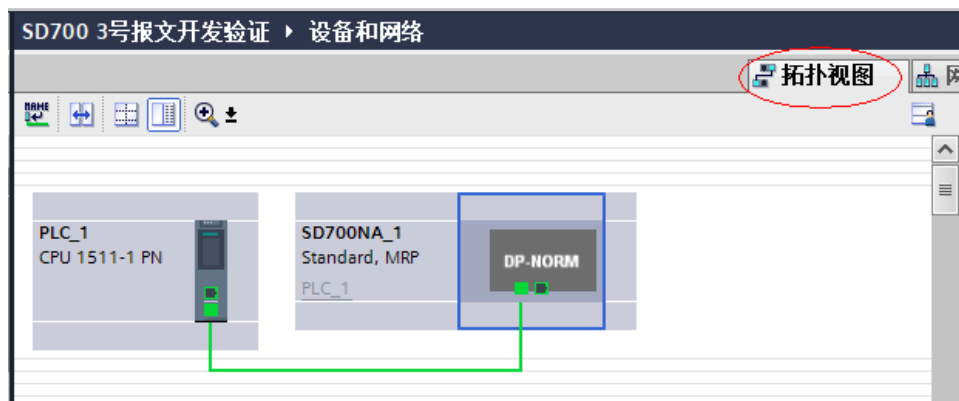 SD700 3号报文开发验证 ▸ 设备和网络
拓扑视图
NAME
PLC_1
CPU 1511-1 PN
SD700NA_1
Standard, MRP
PLC_1
DP-NORM